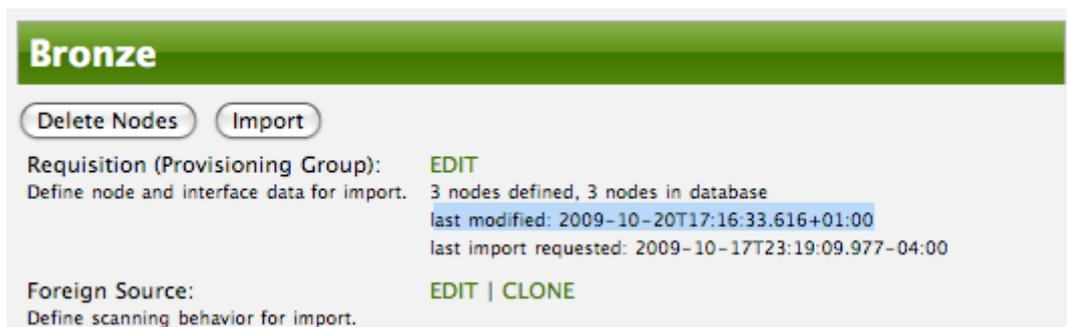 Bronze
Delete Nodes Import
Requisition (Provisioning Group): EDIT
Define node and interface data for import. 3 nodes defined, 3 nodes in database
last modified: 2009-10-20T17:16:33.616+01:00
last import requested: 2009-10-17T23:19:09.977-04:00
Foreign Source: EDIT | CLONE
Define scanning behavior for import.